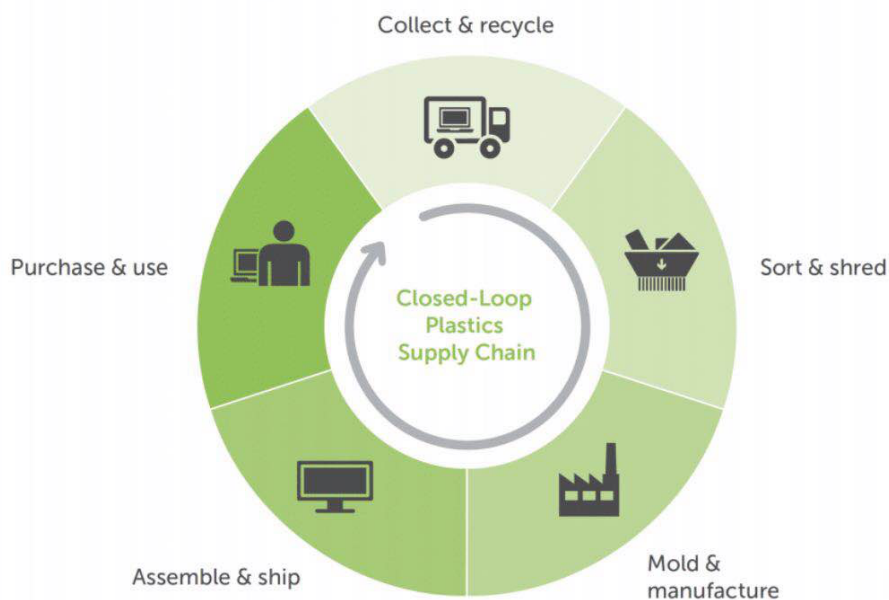 Collect & recycle
Purchase & use
Closed-Loop
Plastics
Supply Chain
Sort & shred
Assemble & ship
Mold &
manufacture